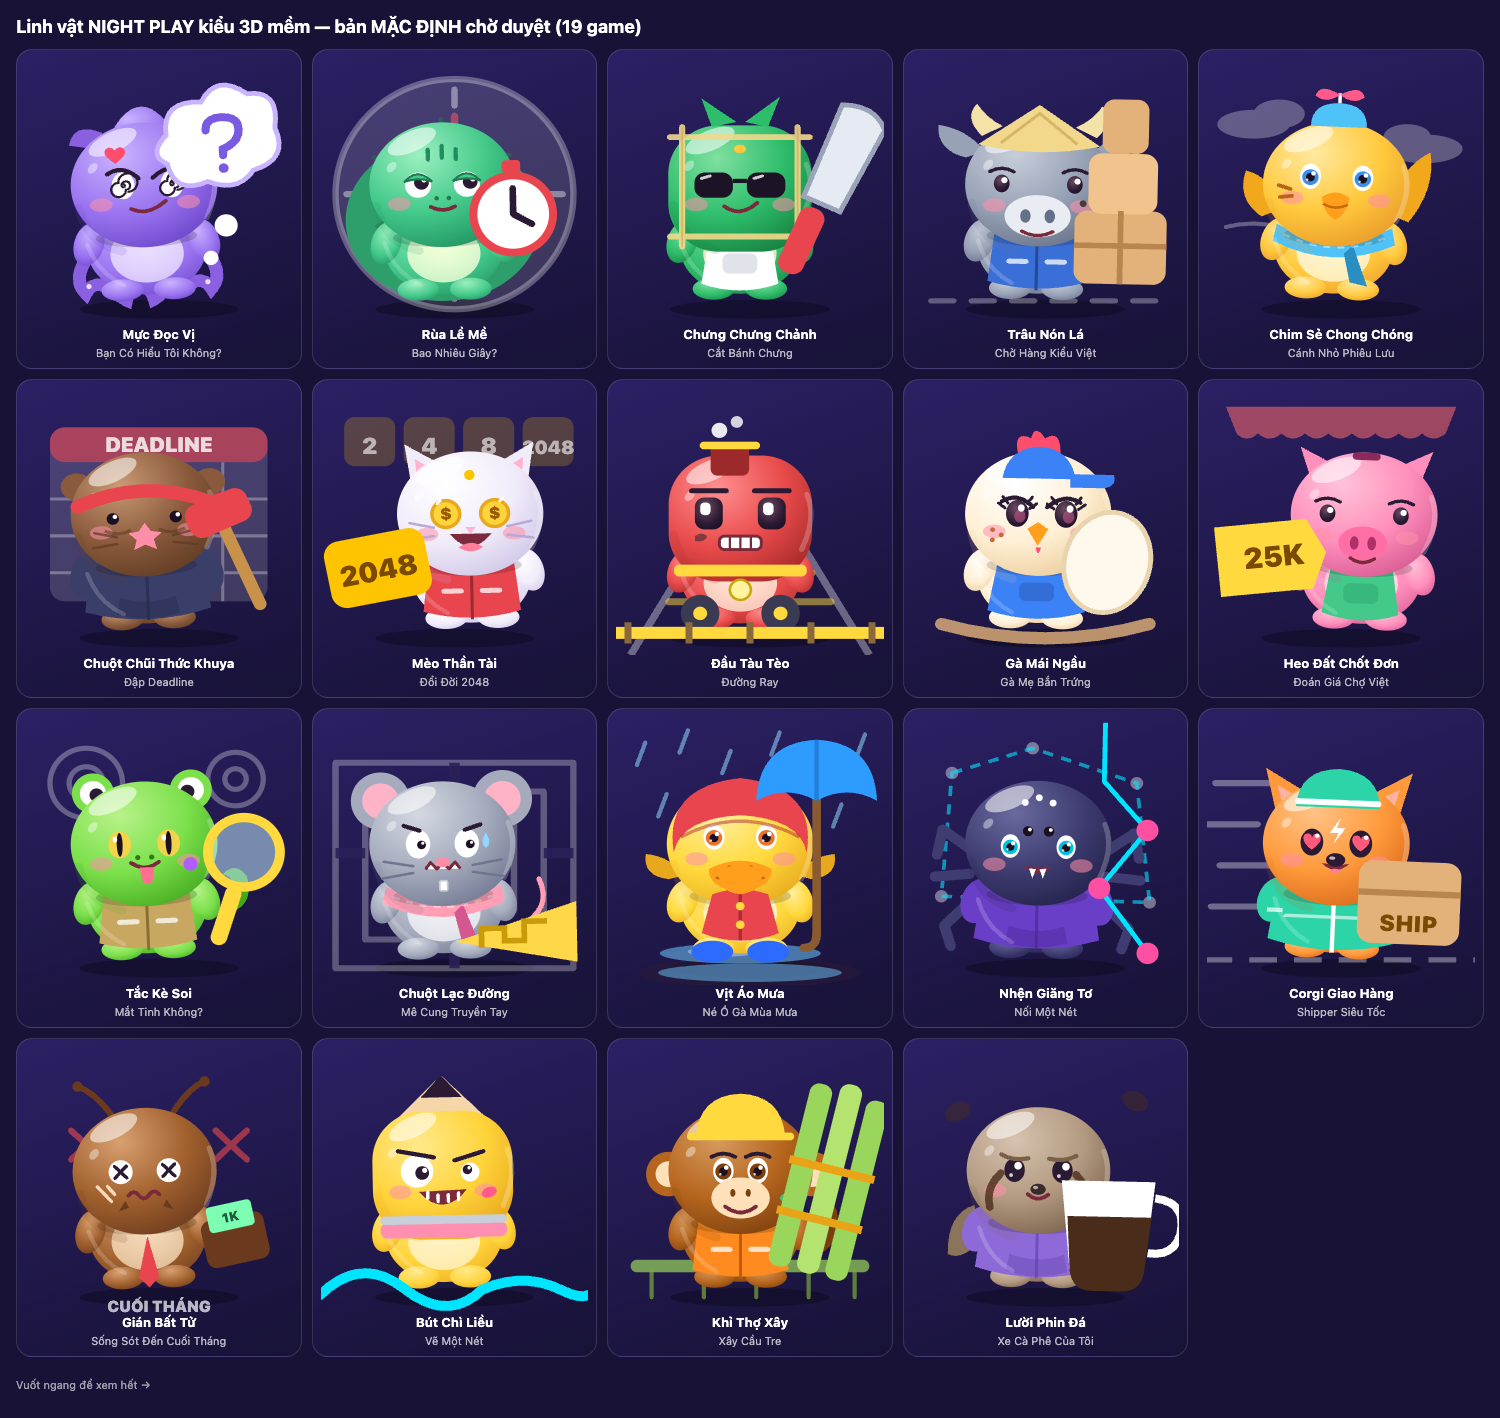 Linh vật NIGHT PLAY kiểu 3D mềm — bản MẶC ĐỊNH chờ duyệt (19 game)
?
Mực Đọc Vị
Bạn Có Hiểu Tôi Không?
Rùa Lề Mề
Bao Nhiêu Giây?
Chưng Chưng Chảnh
Cắt Bánh Chưng
Trâu Nón Lá
Chở Hàng Kiểu Việt
Chim Sẻ Chong Chóng
Cánh Nhỏ Phiêu Lưu
DEADLINE
Chuột Chũi Thức Khuya
Đập Deadline
2 4 8 2048
$ $
2048
Mèo Thần Tài
Đổi Đời 2048
Đầu Tàu Tèo
Đường Ray
Gà Mái Ngầu
Gà Mẹ Bắn Trứng
25K
Heo Đất Chốt Đơn
Đoán Giá Chợ Việt
Tắc Kè Soi
Mắt Tinh Không?
Chuột Lạc Đường
Mê Cung Truyền Tay
Vịt Áo Mưa
Né Ổ Gà Mùa Mưa
Nhện Giăng Tơ
Nối Một Nét
SHIP
Corgi Giao Hàng
Shipper Siêu Tốc
1K
CUỐI THÁNG
Gián Bất Tử
Sống Sót Đến Cuối Tháng
Bút Chì Liều
Vẽ Một Nét
Khỉ Thợ Xây
Xây Cầu Tre
Lười Phin Đá
Xe Cà Phê Của Tôi
Vuốt ngang để xem hết →